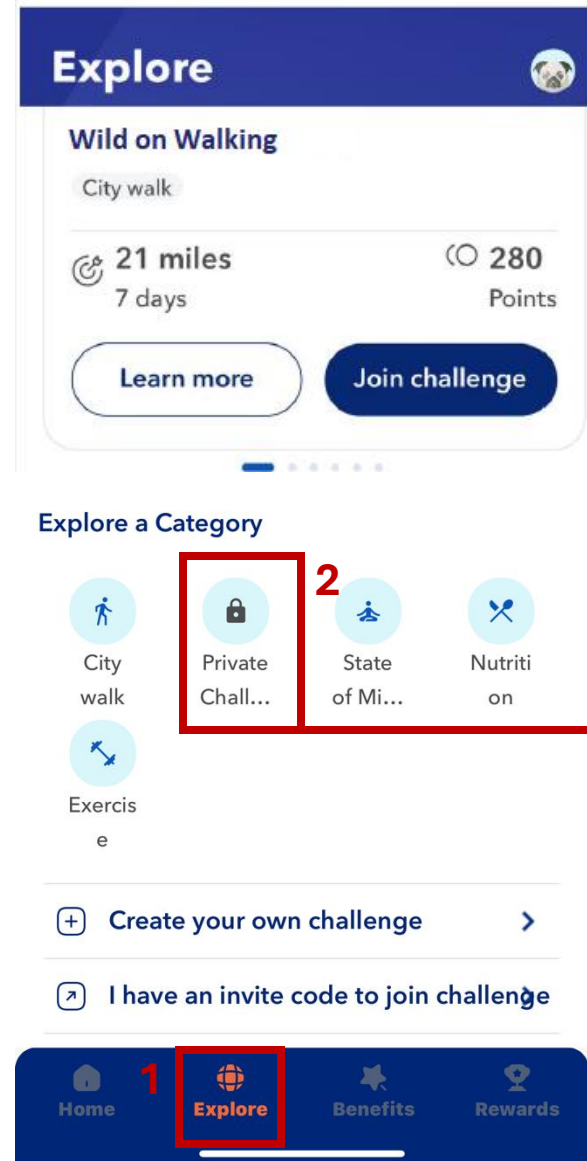 Explore
Wild on Walking
City walk
21 miles
7 days
280
Points
Learn more
Join challenge
Explore a Category
2
City
walk
Private
Chall...
State
of Mi...
Nutriti
on
Exercis
e
Create your own challenge
I have an invite code to join challenge
1
Home
Explore
Benefits
Rewards